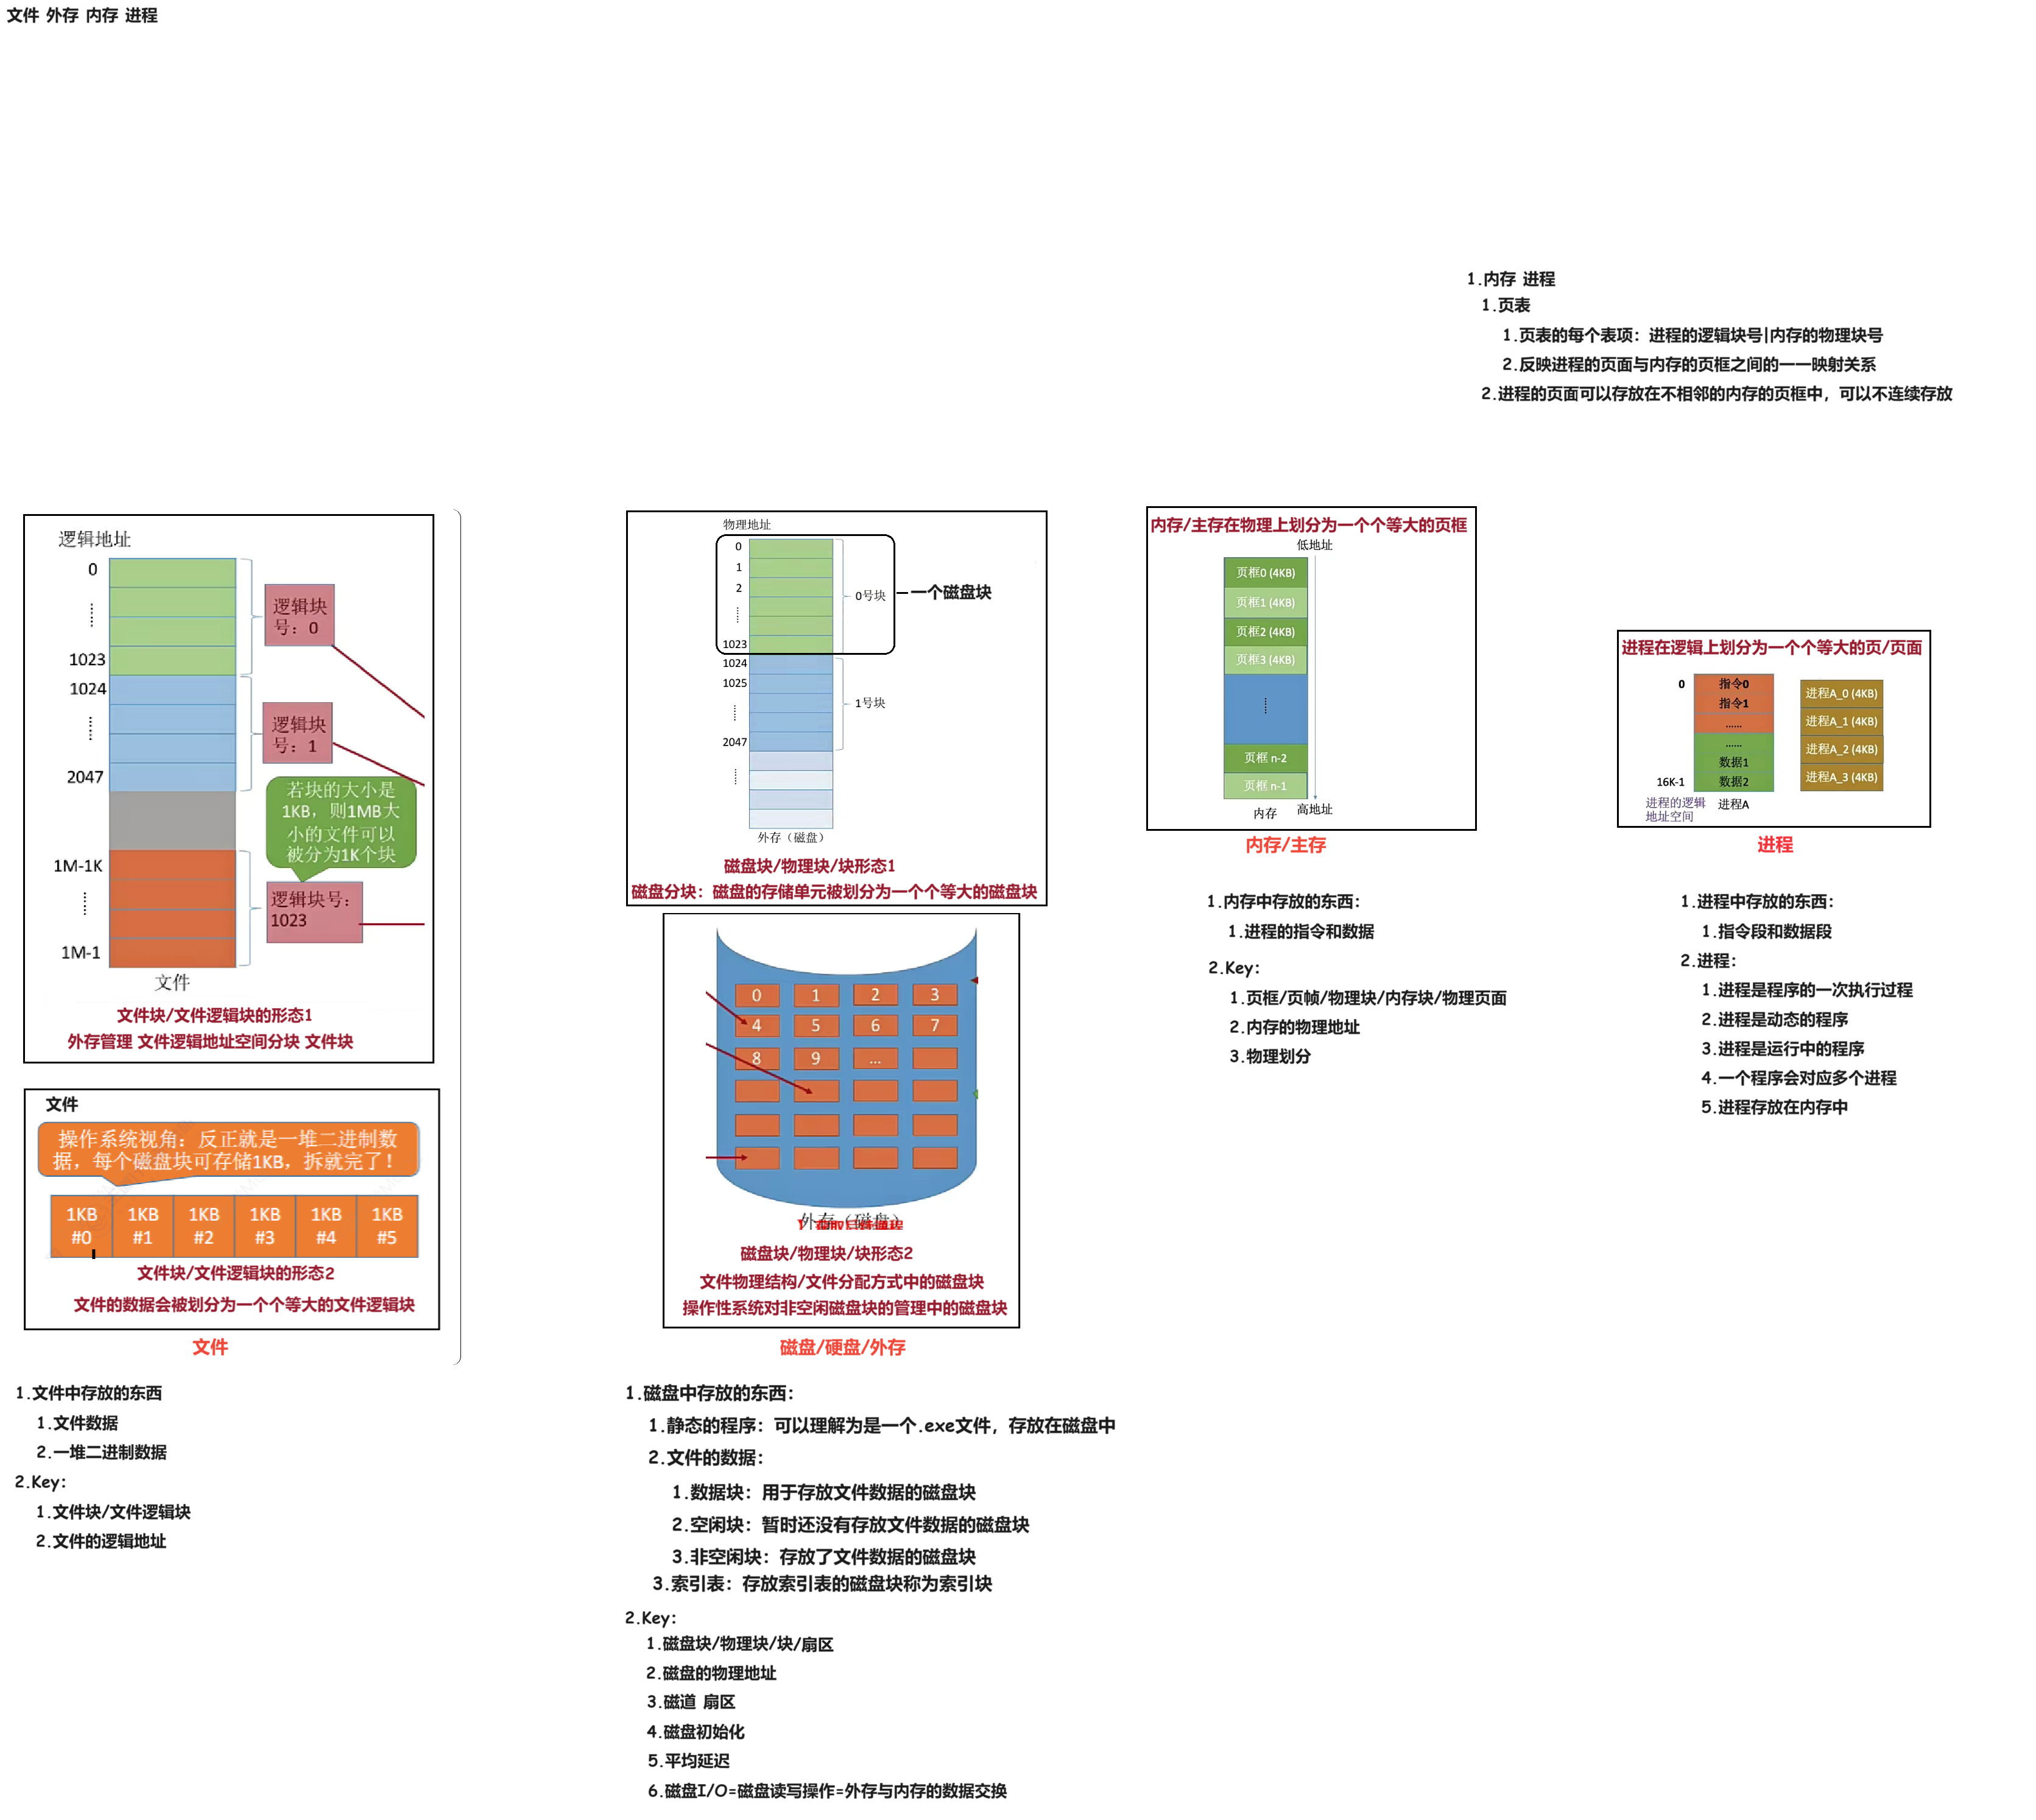 文件 外存 内存 进程
1.内存 进程
1.页表
1.页表的每个表项：进程的逻辑块号|内存的物理块号
2.反映进程的页面与内存的页框之间的一一映射关系
2.进程的页面可以存放在不相邻的内存的页框中，可以不连续存放
逻辑地址
0
……
1023
1024
……
2047
1M-1K
……
1M-1
逻辑块
号：0
逻辑块
号：1
若块的大小是
1KB，则1MB大
小的文件可以
被分为1K个块
逻辑块号：
1023
文件
文件块/文件逻辑块的形态1
外存管理 文件逻辑地址空间分块 文件块
文件
操作系统视角：反正就是一堆二进制数
据，每个磁盘块可存储1KB，拆就完了！
1KB #0
1KB #1
1KB #2
1KB #3
1KB #4
1KB #5
文件块/文件逻辑块的形态2
文件的数据会被划分为一个个等大的文件逻辑块
文件
1.文件中存放的东西
1.文件数据
2.一堆二进制数据
2.Key：
1.文件块/文件逻辑块
2.文件的逻辑地址
物理地址
0
1
2
……
1023
1024
1025
……
2047
……
0号块
一个磁盘块
1号块
外存（磁盘）
磁盘块/物理块/块形态1
磁盘分块：磁盘的存储单元被划分为一个个等大的磁盘块
0 1 2 3
4 5 6 7
8 9 ...
外存（磁盘）
磁盘块/物理块/块形态2
文件物理结构/文件分配方式中的磁盘块
操作性系统对非空闲磁盘块的管理中的磁盘块
磁盘/硬盘/外存
1.磁盘中存放的东西：
1.静态的程序：可以理解为是一个.exe文件，存放在磁盘中
2.文件的数据：
1.数据块：用于存放文件数据的磁盘块
2.空闲块：暂时还没有存放文件数据的磁盘块
3.非空闲块：存放了文件数据的磁盘块
3.索引表：存放索引表的磁盘块称为索引块
2.Key：
1.磁盘块/物理块/块/扇区
2.磁盘的物理地址
3.磁道 扇区
4.磁盘初始化
5.平均延迟
6.磁盘I/O=磁盘读写操作=外存与内存的数据交换
内存/主存在物理上划分为一个个等大的页框
低地址
页框0 (4KB)
页框1 (4KB)
页框2 (4KB)
页框3 (4KB)
……
页框 n-2
页框 n-1
内存
高地址
内存/主存
1.内存中存放的东西：
1.进程的指令和数据
2.Key：
1.页框/页帧/物理块/内存块/物理页面
2.内存的物理地址
3.物理划分
进程在逻辑上划分为一个个等大的页/页面
0
指令0
指令1
......
......
数据1
数据2
16K-1
进程的逻辑
地址空间
进程A
进程A_0 (4KB)
进程A_1 (4KB)
进程A_2 (4KB)
进程A_3 (4KB)
进程
1.进程中存放的东西：
1.指令段和数据段
2.进程：
1.进程是程序的一次执行过程
2.进程是动态的程序
3.进程是运行中的程序
4.一个程序会对应多个进程
5.进程存放在内存中